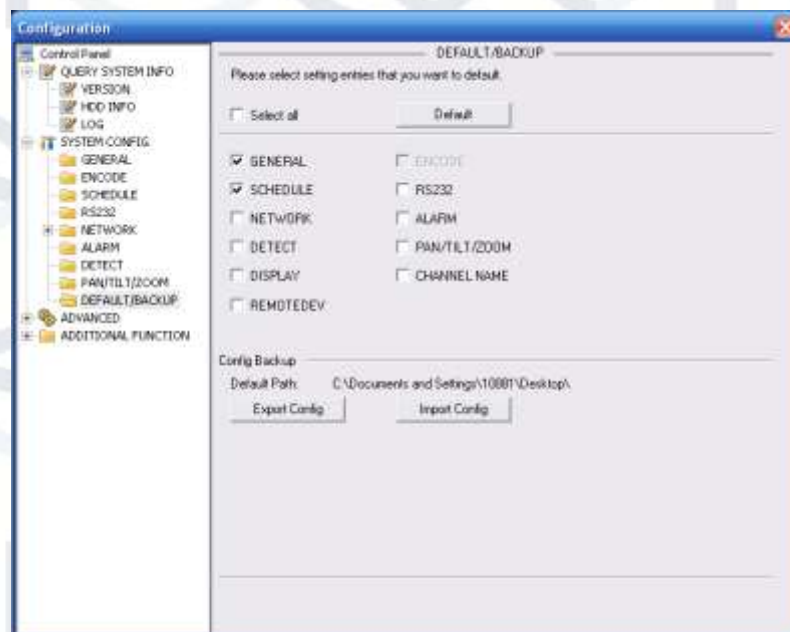 Configuration
Control Panel
QUERY SYSTEM INFO
VERSION
HDD INFO
LOG
SYSTEM CONFIG
GENERAL
ENCODE
SCHEDULE
RS232
NETWORK
ALARM
DETECT
PAN/TILT/ZOOM
DEFAULT/BACKUP
ADVANCED
ADDITIONAL FUNCTION
DEFAULT/BACKUP
Please select setting entries that you want to default.
Select all Default
GENERAL ENCODE
SCHEDULE RS232
NETWORK ALARM
DETECT PAN/TILT/ZOOM
DISPLAY CHANNEL NAME
REMOTEDEV
Config Backup
Default Path: C:\Documents and Settings\10881\Desktop\
Export Config Import Config